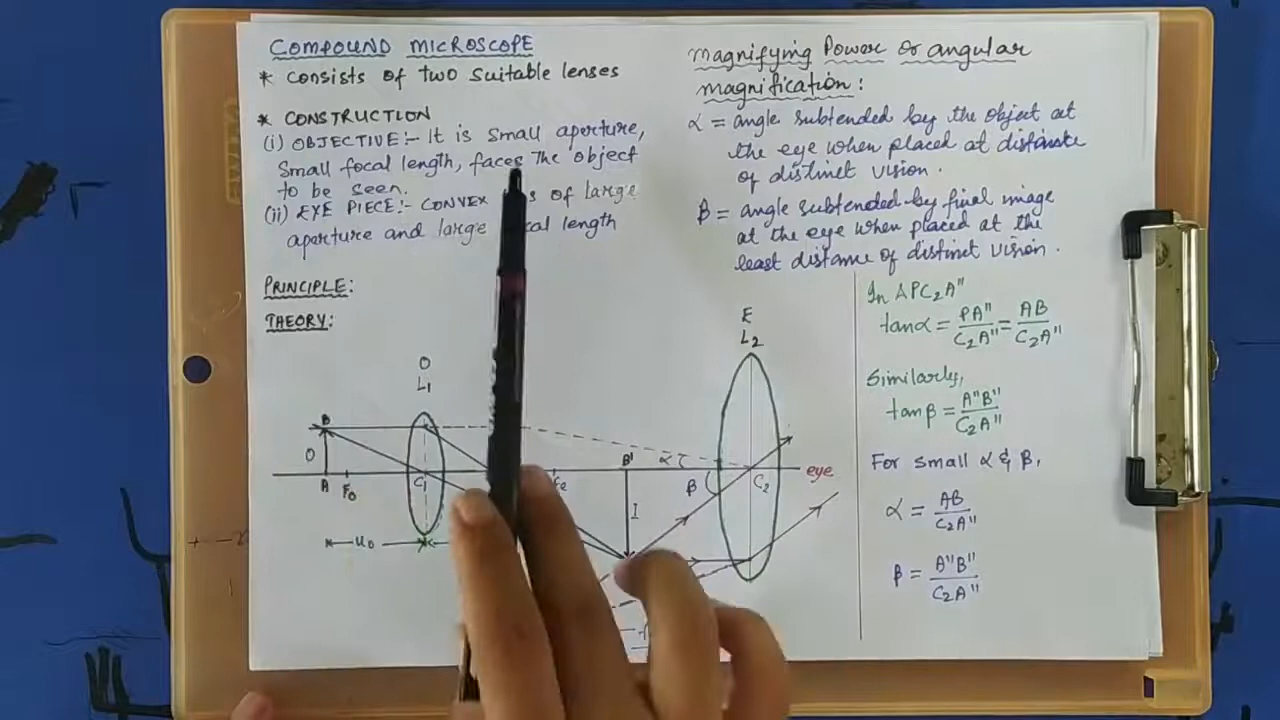 COMPOUND MICROSCOPE
* Consists of two suitable lenses
* CONSTRUCTION
(i) OBJECTIVE:- It is small aperture,
Small focal length, faces the object
to be seen.
(ii) EYE PIECE:- CONVEX of large
aperture and large length
PRINCIPLE:
THEORY:
O
L₁
E
L₂
B
O
A
F₀
C₁
Fe
B'
I
α
β
C₂
eye
u₀
Magnifying Power or angular
magnification:
α = angle subtended by the object at
the eye when placed at distance
of distinct vision.
β = angle subtended by final image
at the eye when placed at the
least distance of distinct vision.
In ΔPC₂A"
tanα = PA"/C₂A" = AB/C₂A"
Similarly,
tanβ = A"B"/C₂A"
For small α & β,
α = AB/C₂A"
β = A"B"/C₂A"